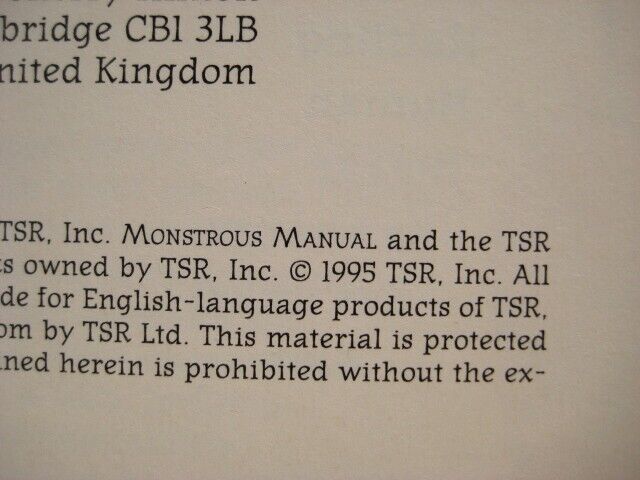 bridge CB1 3LB
nited Kingdom
TSR, Inc. MONSTROUS MANUAL and the TSR
s owned by TSR, Inc. © 1995 TSR, Inc. All
de for English-language products of TSR,
om by TSR Ltd. This material is protected
ned herein is prohibited without the ex-